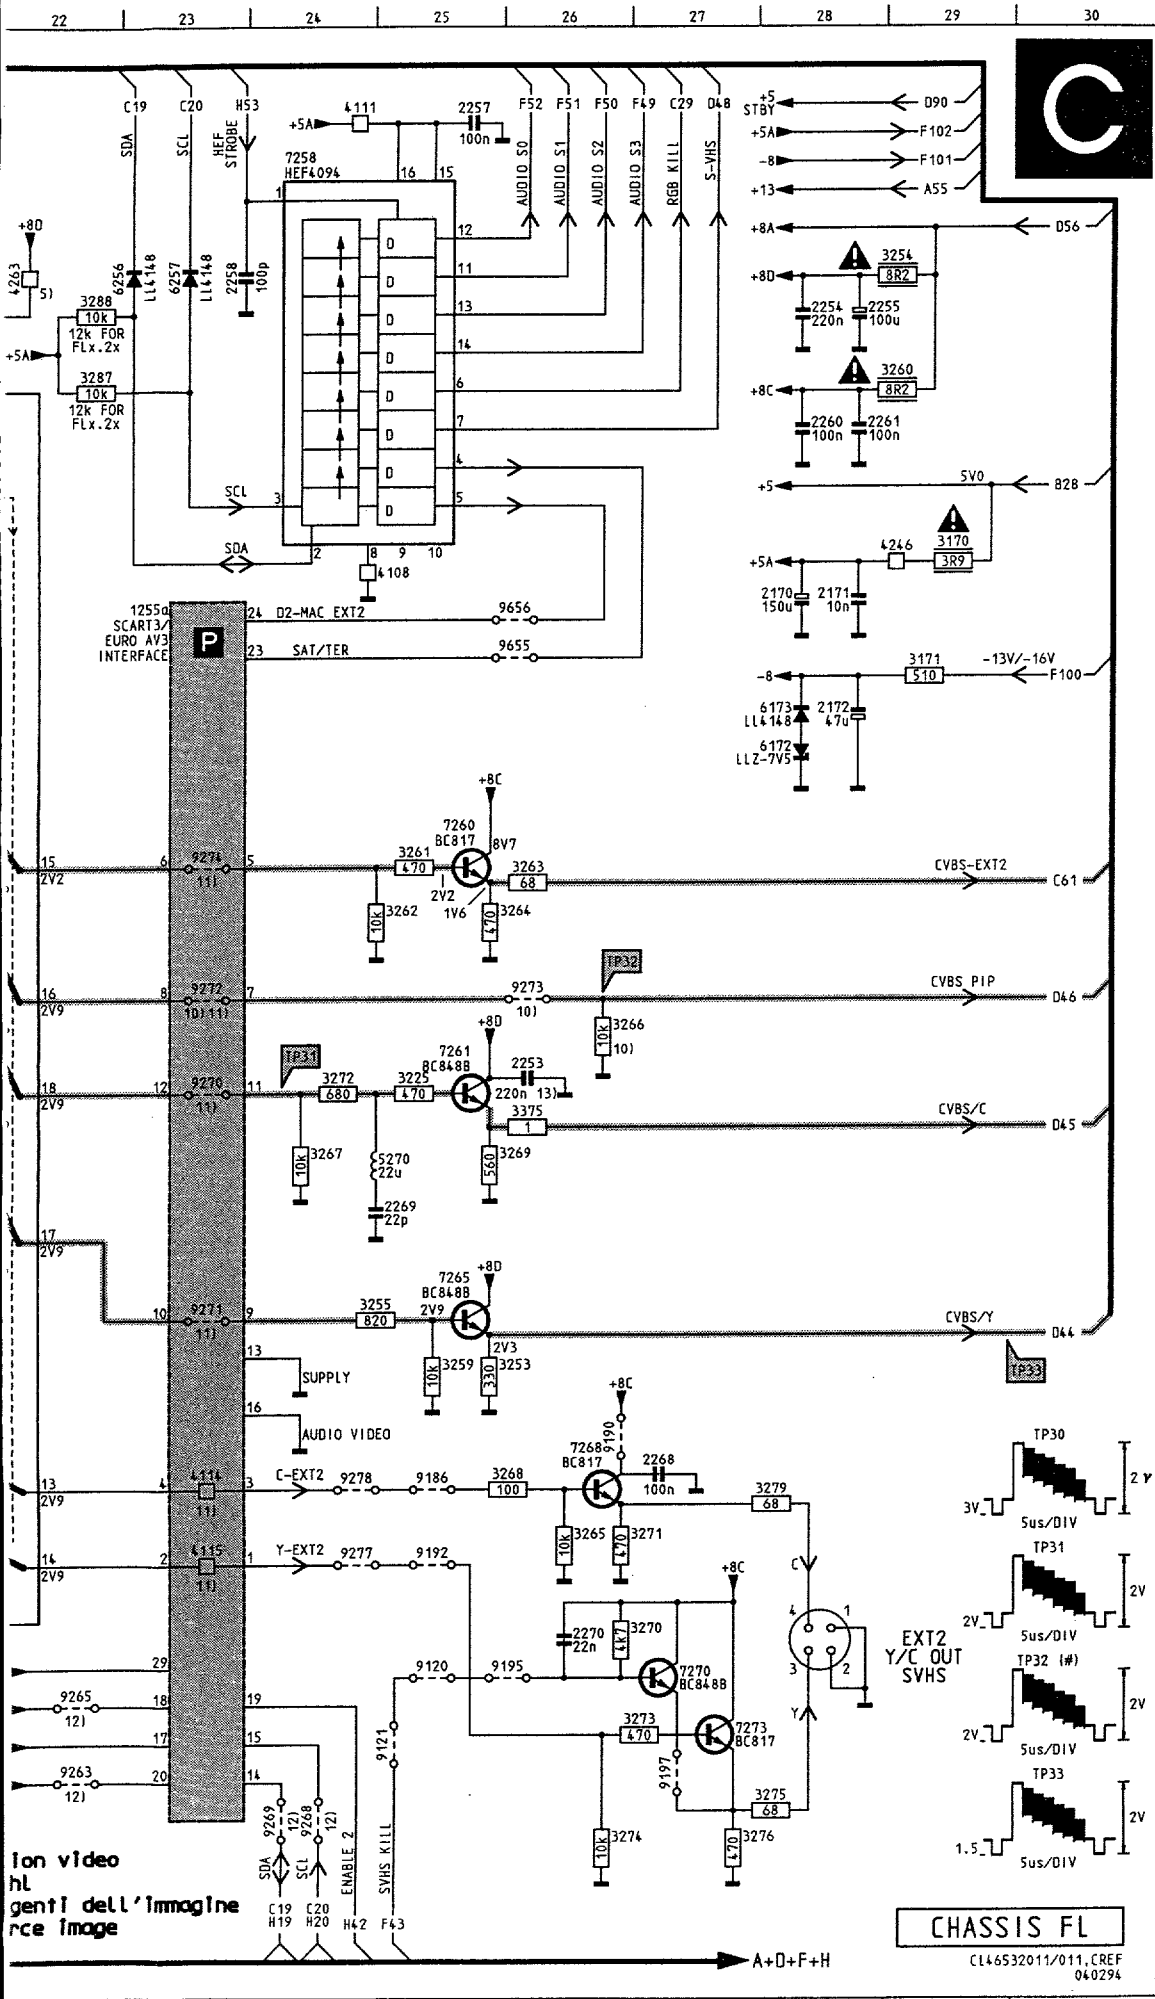 22 23 24 25 26 27 28 29 30
C
C19 C20 H53 4111 2257 F52 F51 F50 F49 C29 D48
+5 STBY D90
+5A 100n
+5A F102
-8 F101
+13 A55
SDA SCL HEF STROBE
AUDIO S0 AUDIO S1 AUDIO S2 AUDIO S3 RGB KILL S-VHS
7258
HEF4094
16 15
1
+8A D56
+8D
4263 5)
6256 LL4148
6257 LL4148
2258 100p
D 12
D 11
D 13
D 14
D 6
D 7
D 4
D 5
3254
+8D 8R2
2254 220n
2255 100u
3288
10k
12k FOR
FLx.2x
+5A
3287
10k
12k FOR
FLx.2x
3260
+8C 8R2
2260 100n
2261 100n
SCL 3
SDA 2 8 9 10
4108
5V0
+5 B28
4246 3170
+5A 3R9
2170 150u
2171 10n
1255a
SCART3/
EURO AV3
INTERFACE
P
24 D2-MAC EXT2 9656
23 SAT/TER 9655
3171 -13V/-16V
-8 510 F100
6173 LL4148
2172 47u
6172 LLZ-7V5
+8C
7260
BC817 8V7
15 6 9274 5 3261 3263 CVBS-EXT2
2V2 11) 470 68 C61
2V2
1V6
10k 3262
470 3264
TP32
16 8 9272 7 9273 CVBS PIP
2V9 10)11) 10) D46
+8D
10k 3266
10)
TP31
7261
BC848B 2253
220n 13)
18 12 9270 11 3272 3225
2V9 11) 680 470
3375 CVBS/C
1 D45
10k 3267
5270 22u
560 3269
2269 22p
17
2V9
+8D
7265
BC848B
10 9271 9 3255 2V9 CVBS/Y
11) 820 D44
2V3
10k 3259
330 3253
TP33
13
SUPPLY
16
AUDIO VIDEO
+8C
9190
7268
BC817 2268
100n
13 4 4114 3 C-EXT2 9278 9186 3268
2V9 11) 100
3279
68
10k 3265
470 3271
14 2 4115 1 Y-EXT2 9277 9192
2V9 11)
+8C
C
4 1
3 2
EXT2
Y/C OUT
SVHS
2270 22n
4k7 3270
9120 9195
7270
BC848B
29
9265 18 19
12)
17 15
9263 20 14
12)
9121
3273
470
7273
BC817
9197
Y
3275
68
9269 12)
9268 12)
10k 3274
470 3276
SDA SCL ENABLE 2 SVHS KILL
C19 C20
H19 H20 H42 F43
TP30
2V
3V
5us/DIV
TP31
2V
2V
5us/DIV
TP32 (#)
2V
2V
5us/DIV
TP33
2V
1.5
5us/DIV
ion video
hl
genti dell'immagine
rce image
A+D+F+H
CHASSIS FL
CL46532011/011.CREF
040294